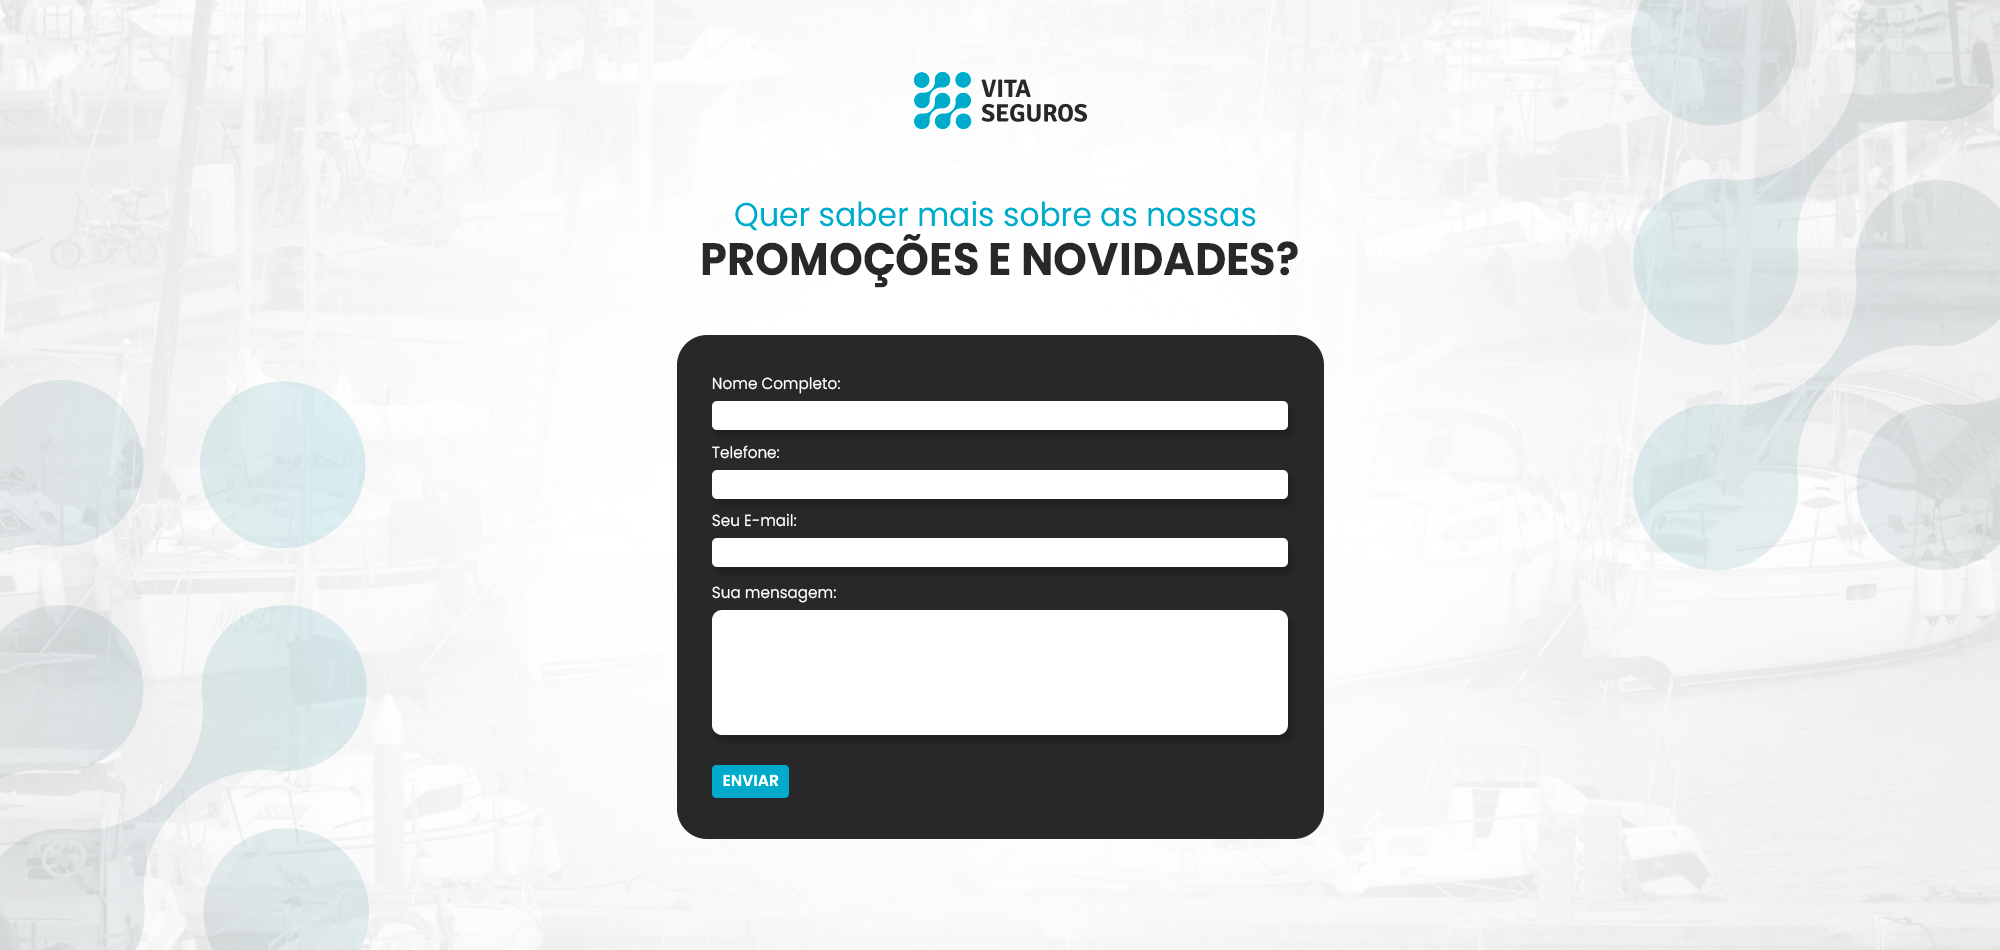 VITA
SEGUROS
Quer saber mais sobre as nossas
PROMOÇÕES E NOVIDADES?
Nome Completo:
Telefone:
Seu E-mail:
Sua mensagem:
ENVIAR